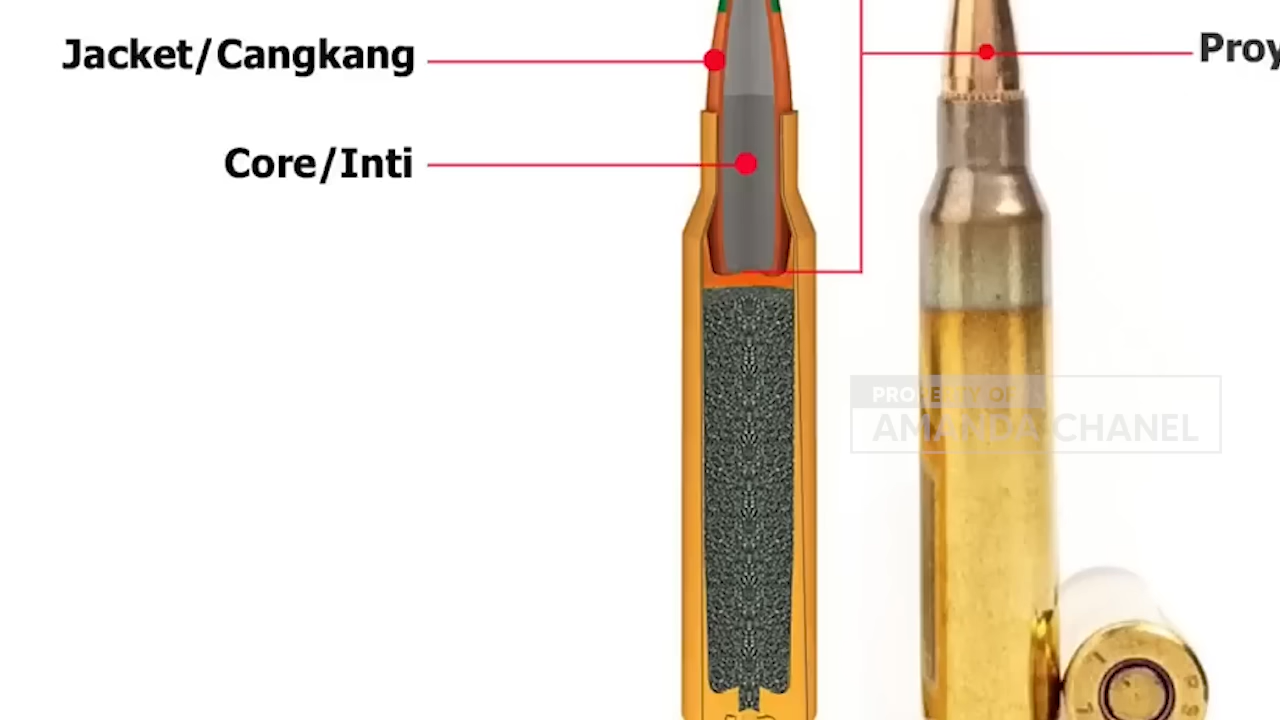 Jacket/Cangkang
Proy
Core/Inti
PROPERTY OF
AMANDA CHANEL